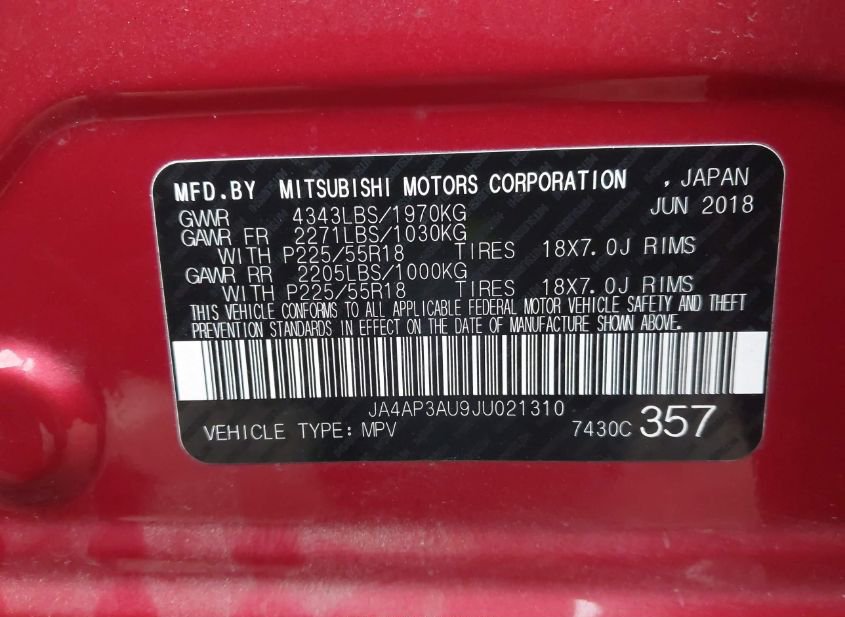 MFD.BY MITSUBISHI MOTORS CORPORATION , JAPAN
GVWR 4343LBS/1970KG JUN 2018
GAWR FR 2271LBS/1030KG
WITH P225/55R18 TIRES 18X7.0J RIMS
GAWR RR 2205LBS/1000KG
WITH P225/55R18 TIRES 18X7.0J RIMS
THIS VEHICLE CONFORMS TO ALL APPLICABLE FEDERAL MOTOR VEHICLE SAFETY AND THEFT
PREVENTION STANDARDS IN EFFECT ON THE DATE OF MANUFACTURE SHOWN ABOVE.
JA4AP3AU9JU021310
VEHICLE TYPE: MPV 7430C 357